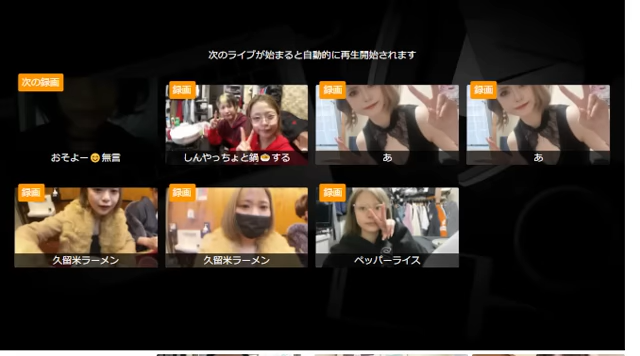 次のライブが始まると自動的に再生開始されます
次の録画
録画
録画
録画
おそよー😊無言
しんやっちょと鍋🍲する
あ
あ
録画
録画
録画
久留米ラーメン
久留米ラーメン
ペッパーライス